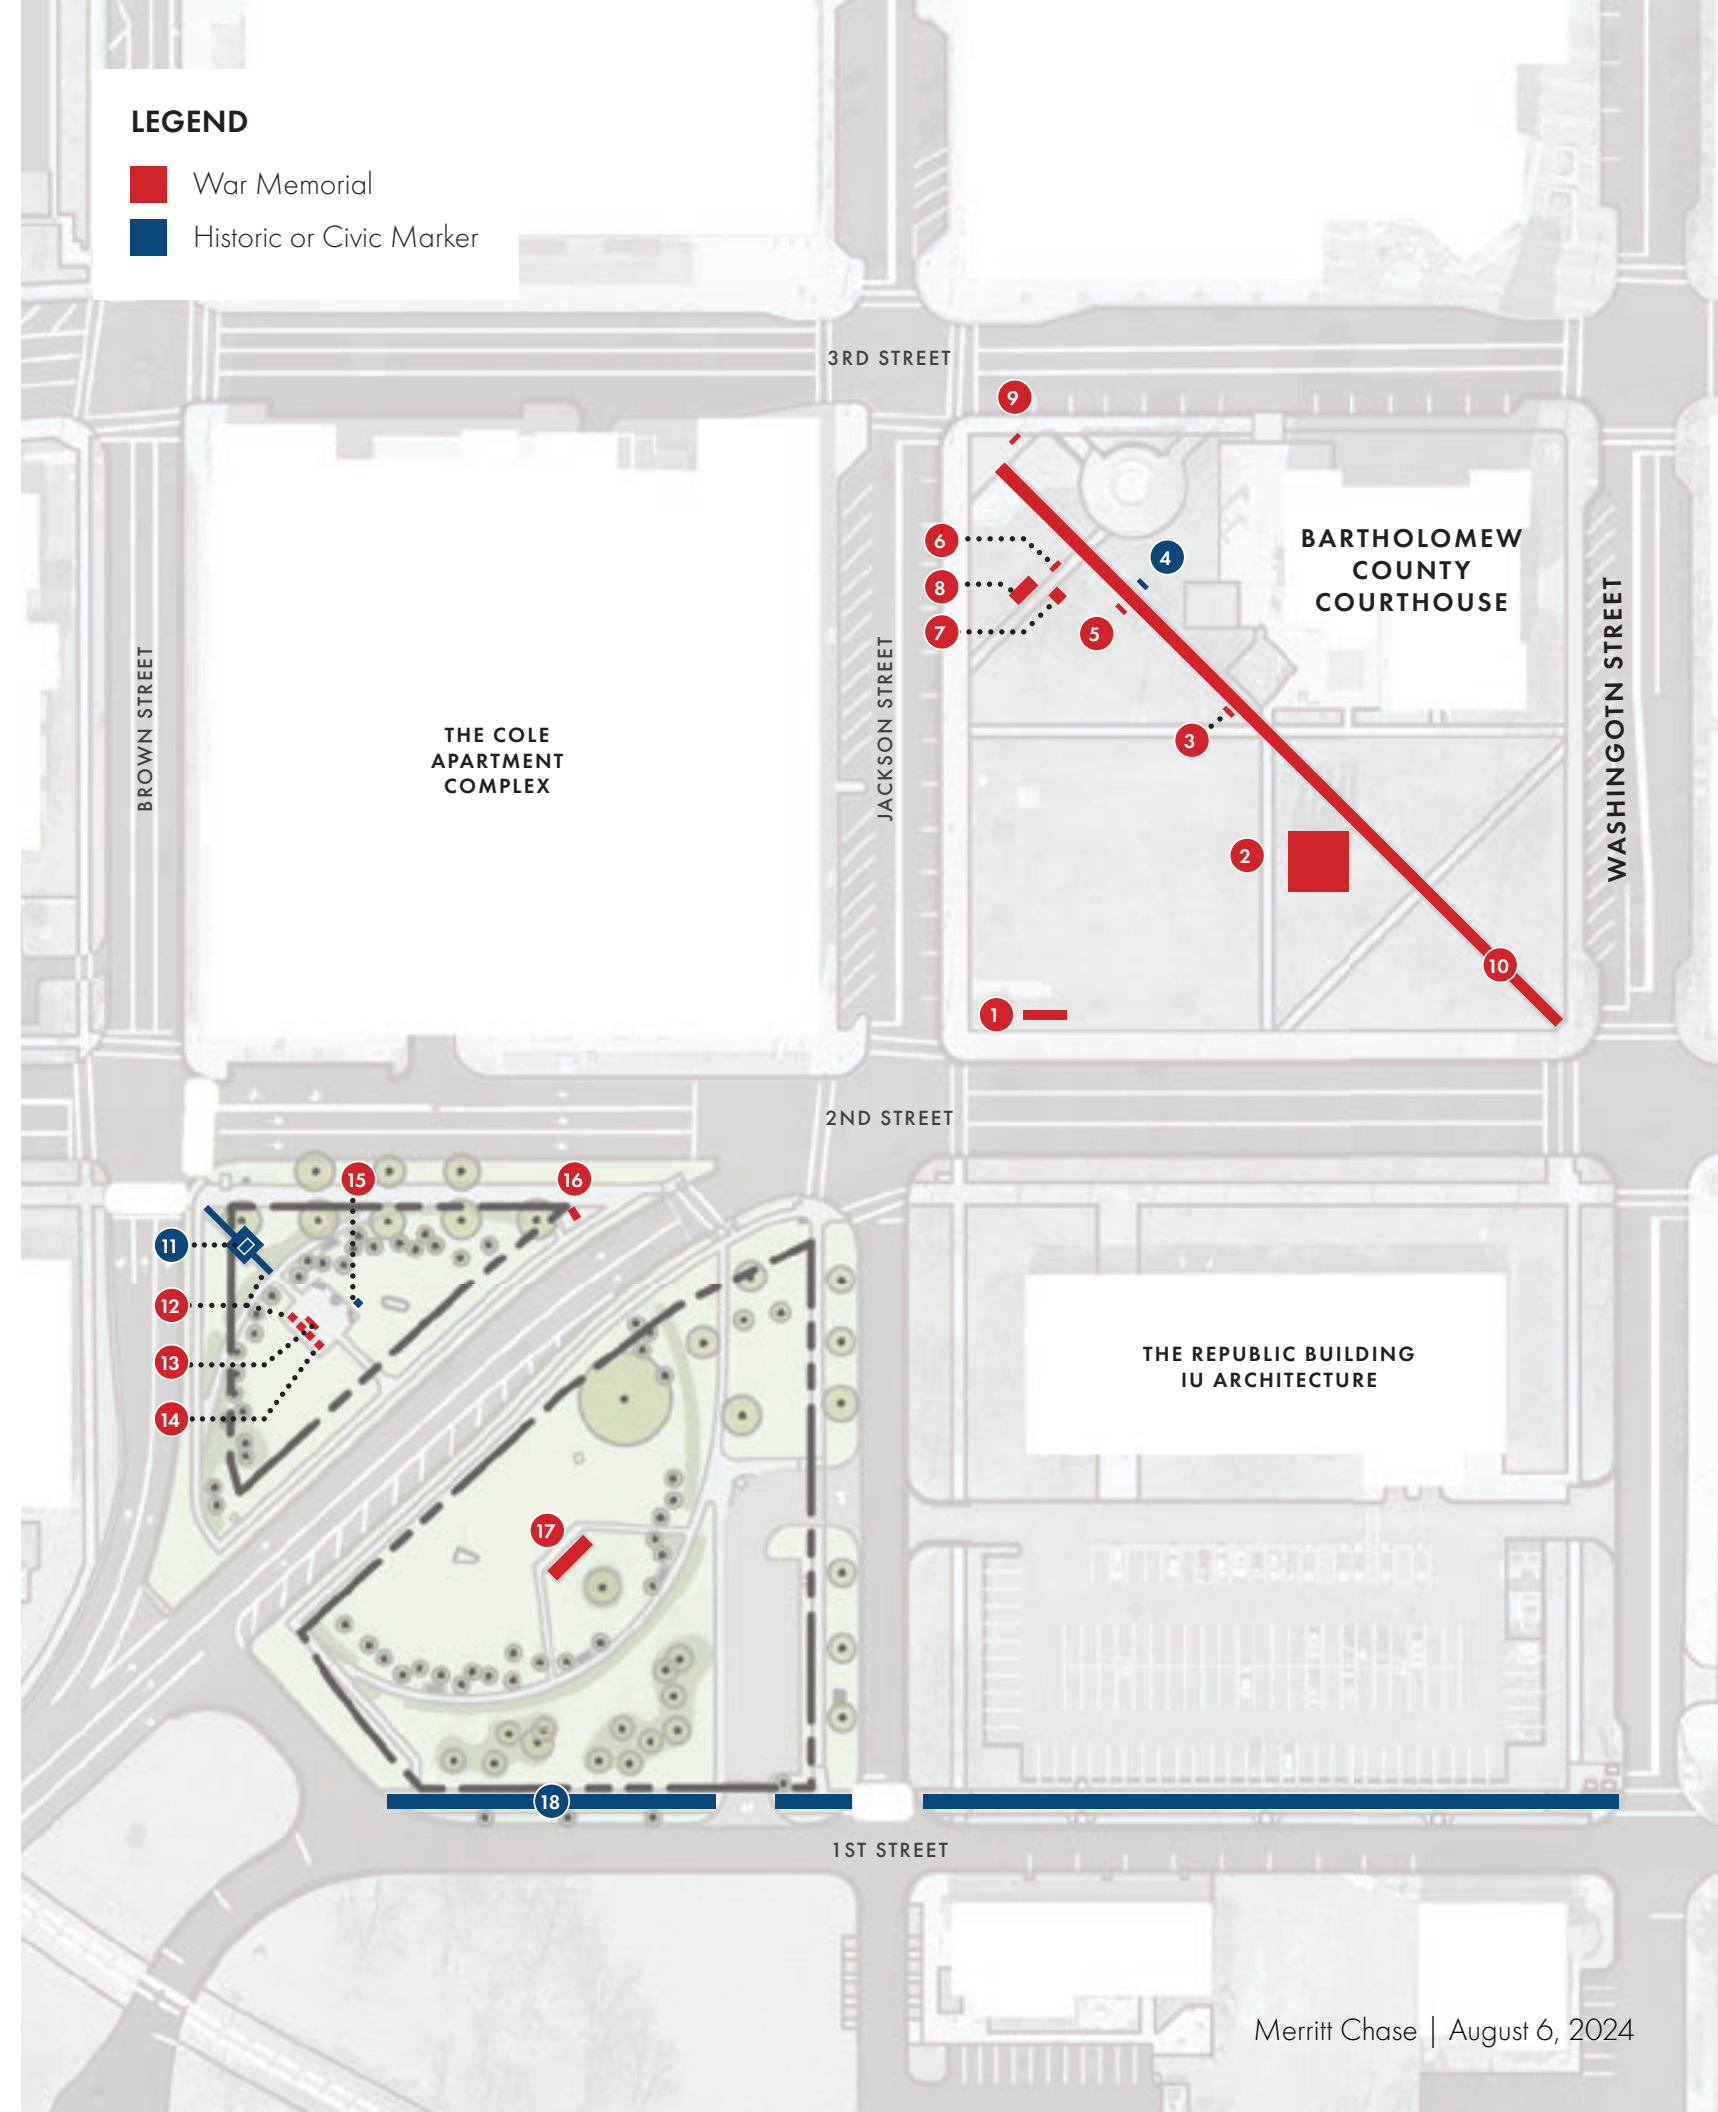 LEGEND
War Memorial
Historic or Civic Marker
3RD STREET
9
6
4
8
7
5
BARTHOLOMEW
COUNTY
COURTHOUSE
WASHINGOTN STREET
BROWN STREET
JACKSON STREET
THE COLE
APARTMENT
COMPLEX
3
2
10
1
2ND STREET
15
16
11
12
13
14
THE REPUBLIC BUILDING
IU ARCHITECTURE
17
18
1ST STREET
Merritt Chase | August 6, 2024